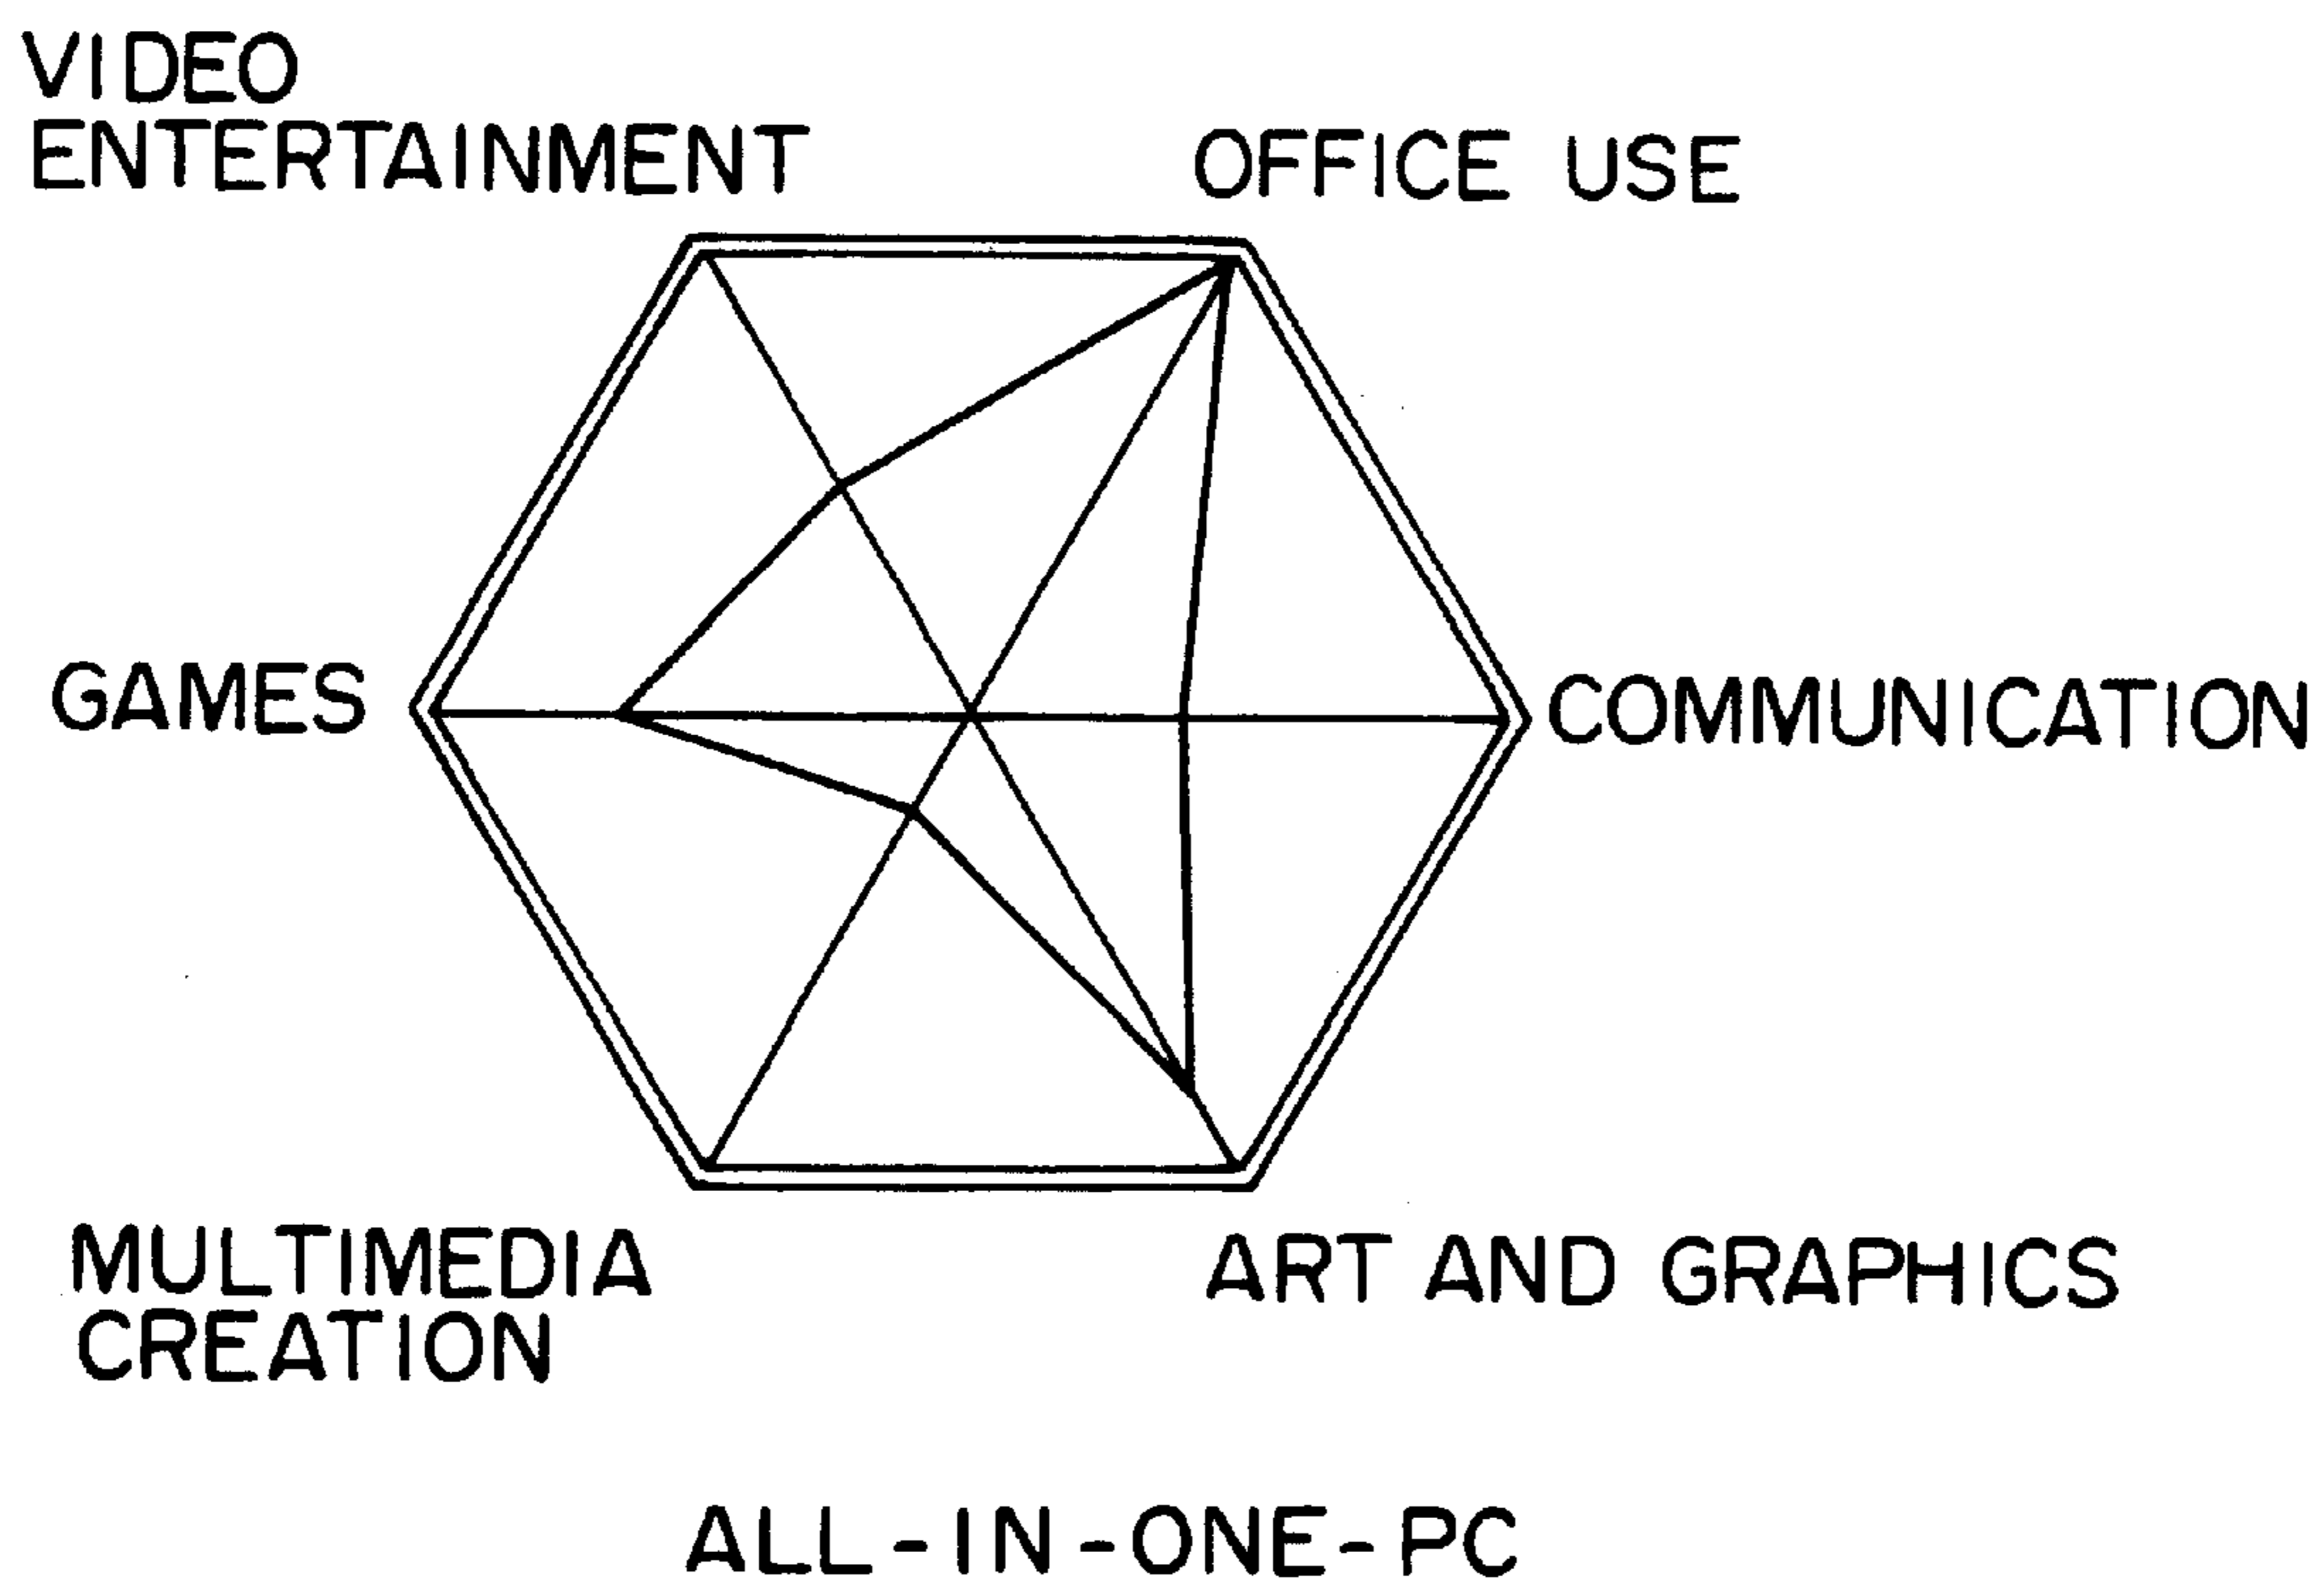 VIDEO
ENTERTAINMENT
OFFICE USE
GAMES
COMMUNICATION
MULTIMEDIA
CREATION
ART AND GRAPHICS
ALL-IN-ONE-PC